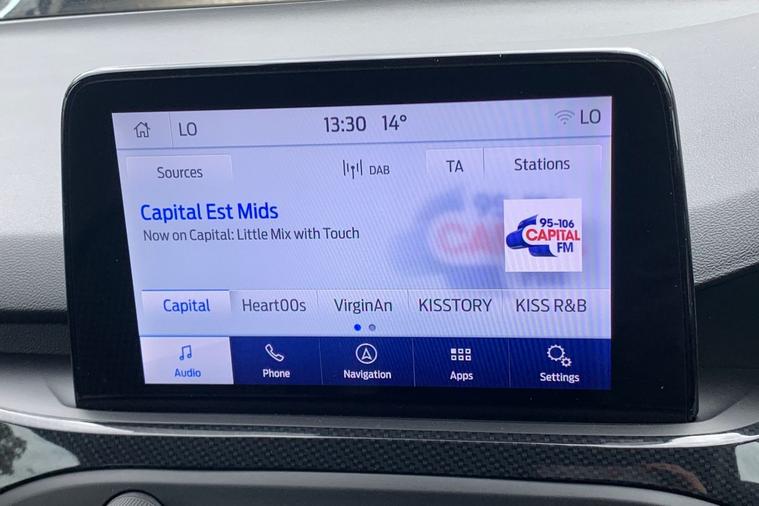 LO 13:30 14° LO
Sources DAB TA Stations
Capital Est Mids
Now on Capital: Little Mix with Touch
95-106
CAPITAL
FM
Capital Heart00s VirginAn KISSTORY KISS R&B
Audio Phone Navigation Apps Settings